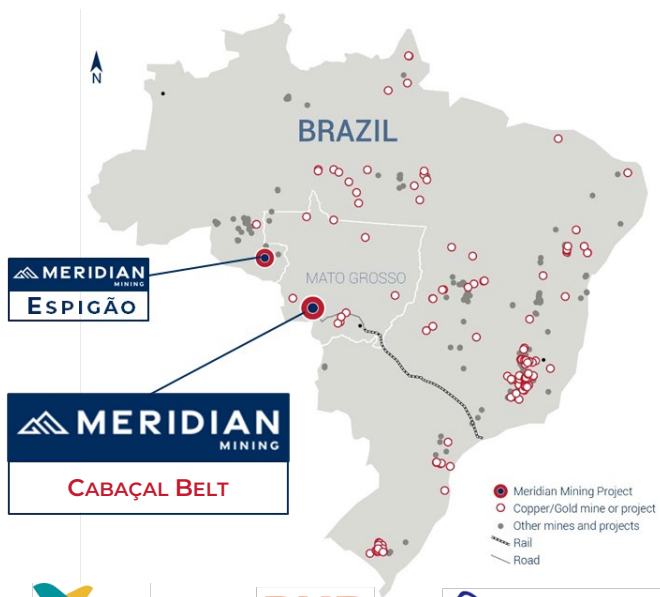 N
BRAZIL
MATO GROSSO
MERIDIAN
MINING
ESPIGÃO
MERIDIAN
MINING
CABAÇAL BELT
Meridian Mining Project
Copper/Gold mine or project
Other mines and projects
Rail
Road